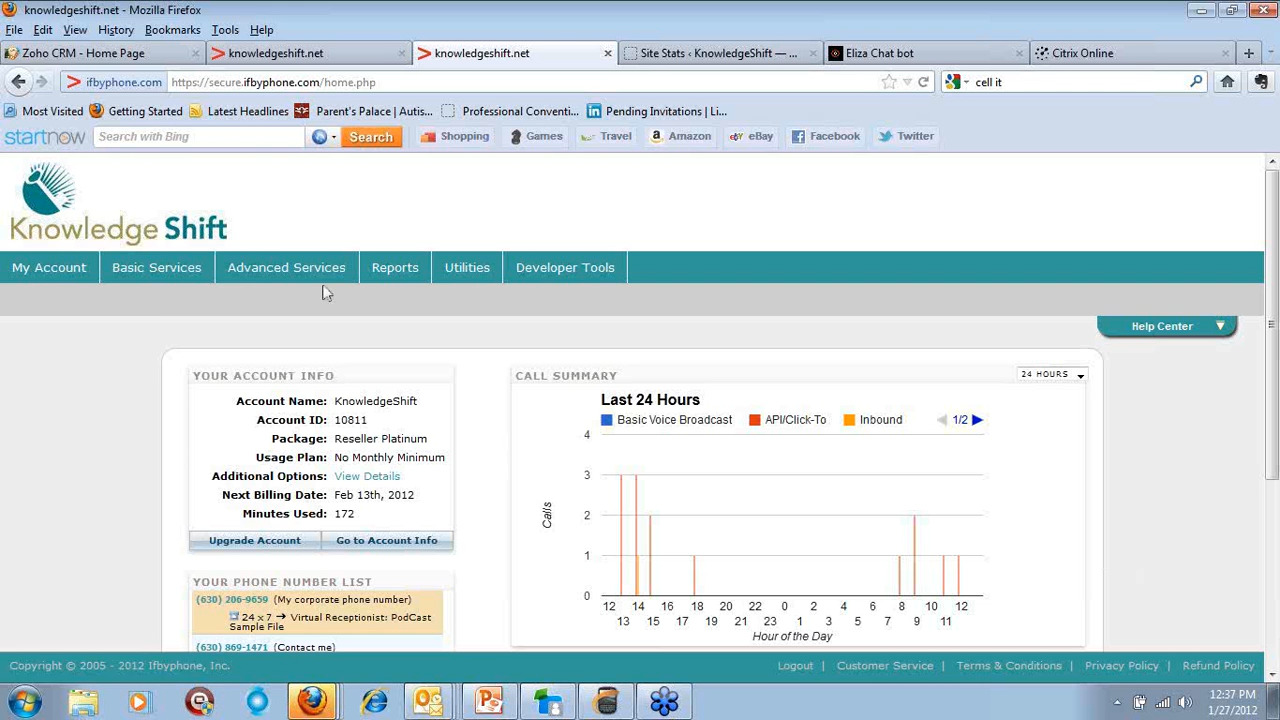 knowledgeshift.net - Mozilla Firefox
File Edit View History Bookmarks Tools Help
Zoho CRM - Home Page
knowledgeshift.net
knowledgeshift.net
Site Stats ‹ KnowledgeShift — ...
Eliza Chat bot
Citrix Online
ifbyphone.com
https://secure.ifbyphone.com/home.php
cell it
Most Visited
Getting Started
Latest Headlines
Parent's Palace | Autis...
Professional Conventi...
Pending Invitations | Li...
startnow
Search with Bing
Search
Shopping
Games
Travel
Amazon
eBay
Facebook
Twitter
Knowledge Shift
My Account
Basic Services
Advanced Services
Reports
Utilities
Developer Tools
Help Center
YOUR ACCOUNT INFO
Account Name: KnowledgeShift
Account ID: 10811
Package: Reseller Platinum
Usage Plan: No Monthly Minimum
Additional Options: View Details
Next Billing Date: Feb 13th, 2012
Minutes Used: 172
Upgrade Account
Go to Account Info
YOUR PHONE NUMBER LIST
(630) 206-9659 (My corporate phone number)
24 x 7 → Virtual Receptionist: PodCast
Sample File
(630) 869-1471 (Contact me)
CALL SUMMARY
24 HOURS
Last 24 Hours
Basic Voice Broadcast
API/Click-To
Inbound
1/2
4
3
2
1
0
Calls
12 14 16 18 20 22 0 2 4 6 8 10 12
13 15 17 19 21 23 1 3 5 7 9 11
Hour of the Day
Copyright © 2005 - 2012 Ifbyphone, Inc.
Logout | Customer Service | Terms & Conditions | Privacy Policy | Refund Policy
12:37 PM
1/27/2012